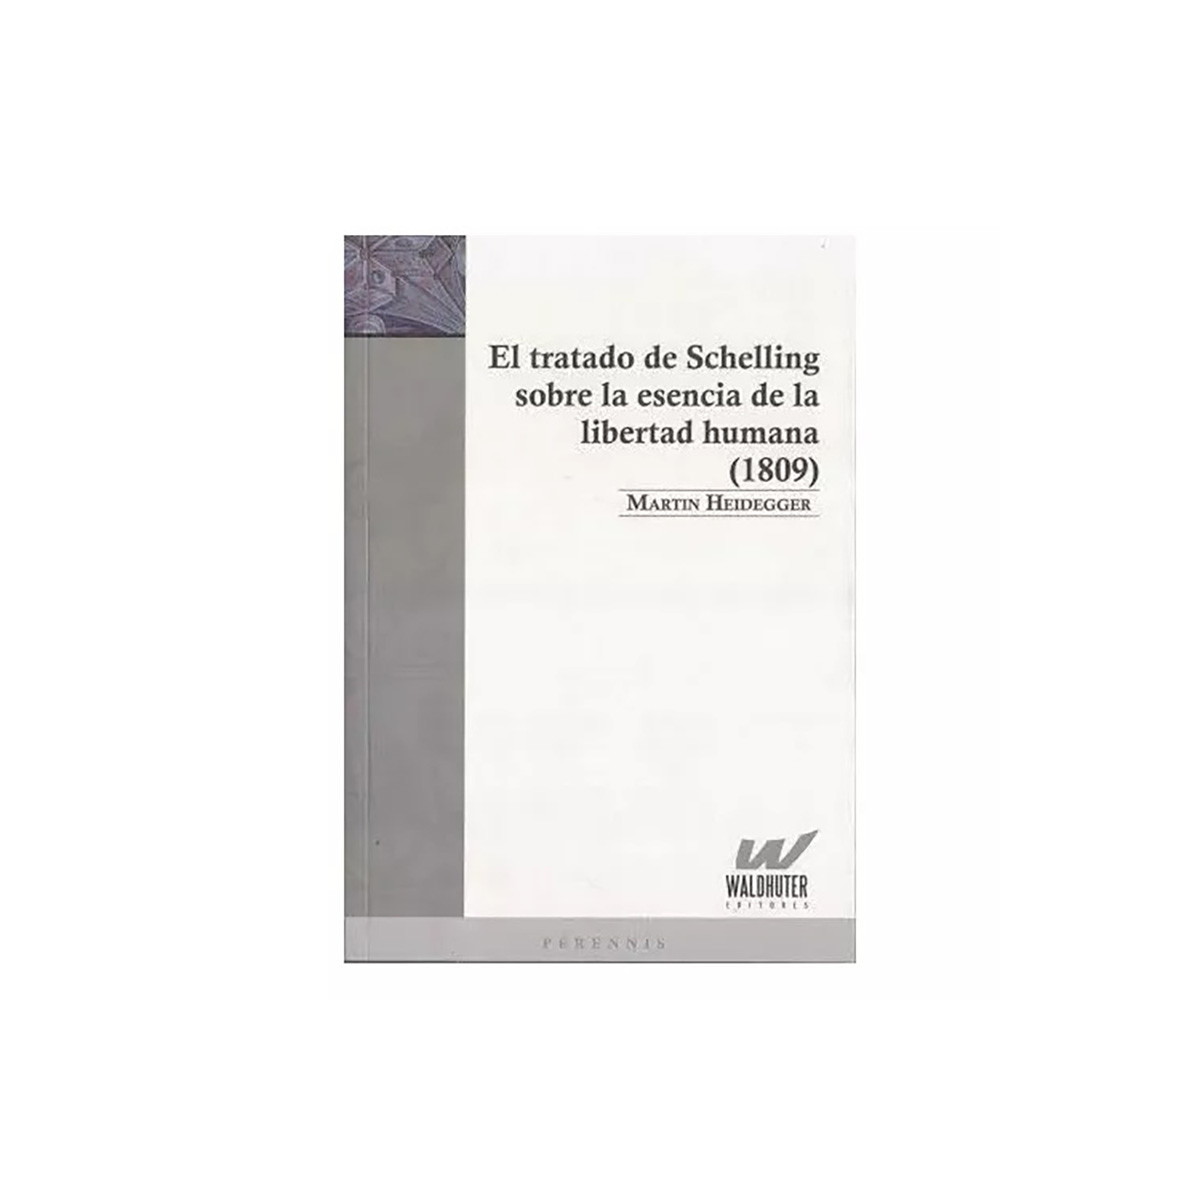 El tratado de Schelling
sobre la esencia de la
libertad humana
(1809)
MARTIN HEIDEGGER
W
WALDHUTER
EDITORES
PERENNIS